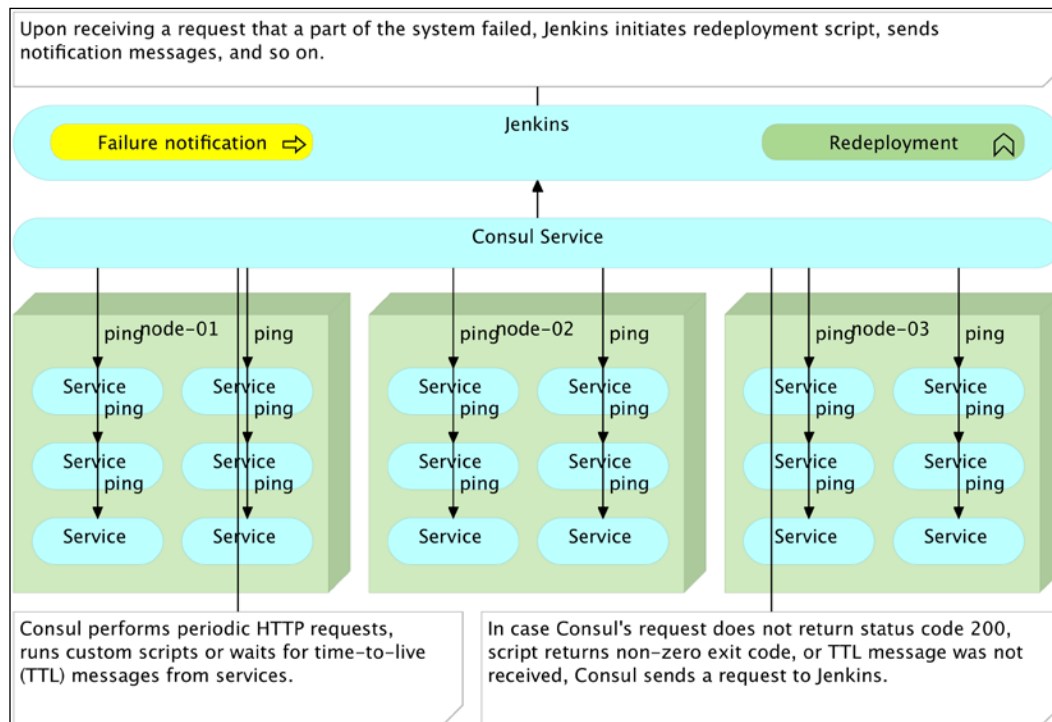 Upon receiving a request that a part of the system failed, Jenkins initiates redeployment script, sends
notification messages, and so on.
Jenkins
Failure notification
Redeployment
Consul Service
node-01
node-02
node-03
ping
ping
ping
ping
ping
ping
Service
Service
Service
Service
Service
Service
ping
ping
ping
ping
ping
ping
Service
Service
Service
Service
Service
Service
ping
ping
ping
ping
ping
ping
Service
Service
Service
Service
Service
Service
Consul performs periodic HTTP requests,
runs custom scripts or waits for time-to-live
(TTL) messages from services.
In case Consul's request does not return status code 200,
script returns non-zero exit code, or TTL message was not
received, Consul sends a request to Jenkins.